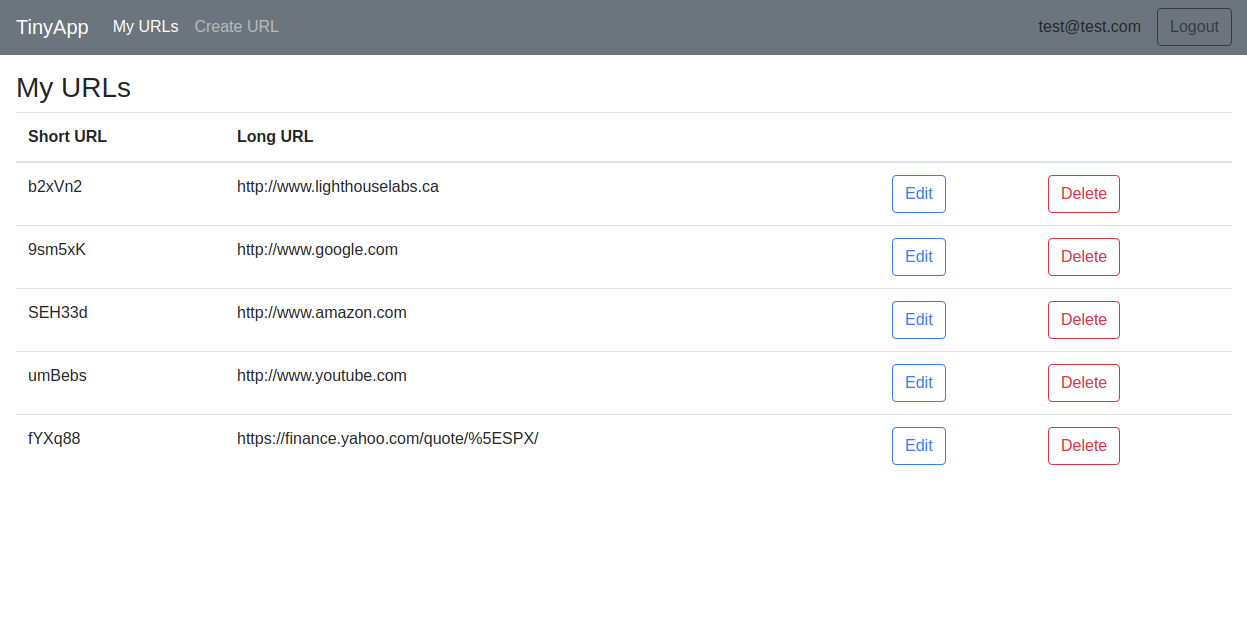 TinyApp My URLs Create URL test@test.com Logout
My URLs
Short URL Long URL
b2xVn2 http://www.lighthouselabs.ca Edit Delete
9sm5xK http://www.google.com Edit Delete
SEH33d http://www.amazon.com Edit Delete
umBebs http://www.youtube.com Edit Delete
fYXq88 https://finance.yahoo.com/quote/%5ESPX/ Edit Delete